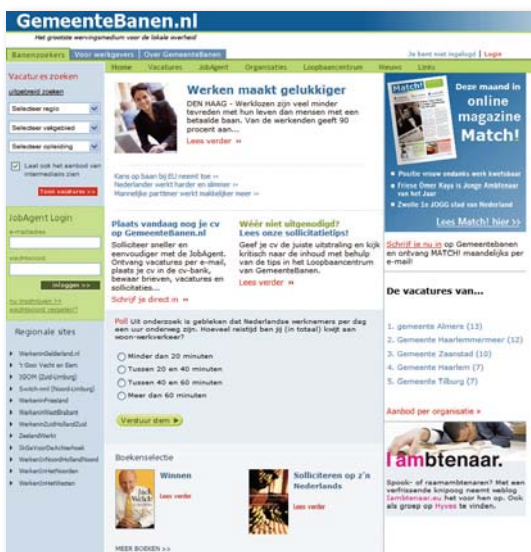 GemeenteBanen.nl
Het grootste wervingsmedium voor de lokale overheid
Banenzoekers
Voor werkgevers
Over GemeenteBanen
Je bent niet ingelogd | Login
Home Vacatures JobAgent Organisaties Loopbaancentrum Nieuws Links
Vacatures zoeken
uitgebreid zoeken
Selecteer regio
Selecteer vakgebied
Selecteer opleiding
Laat ook het aanbod van
intermediairs zien
Toon vacatures >>
JobAgent Login
e-mailadres
wachtwoord
Inloggen >>
nu inschrijven >>
wachtwoord vergeten?
Regionale sites
WerkeninGelderland.nl
't Gooi Vecht en Eem
IGOM (Zuid-Limburg)
Switch-nml (Noord-Limburg)
WerkeninFriesland
WerkeninWestBrabant
WerkeninZuidHollandZuid
ZeelandWerkt
WerkeninNoordHollandNoord
WerkenInHetNoorden
WerkenInHetWesten
Werken maakt gelukkiger
DEN HAAG - Werklozen zijn veel minder
tevreden met hun leven dan mensen met een
betaalde baan. Van de werkenden geeft 90
procent aan...
Lees verder »
Kans op baan bij EU neemt toe »
Nederlander werkt harder en slimmer »
Mannelijke parttimer werkt makkelijker meer »
Plaats vandaag nog je cv
op GemeenteBanen.nl
Solliciteer sneller en
eenvoudiger met de JobAgent.
Ontvang vacatures per e-mail,
plaats je cv in de cv-bank,
bewaar brieven, vacatures en
sollicitaties...
Schrijf je direct in »
Wéér niet uitgenodigd?
Lees onze sollicitatietips!
Geef je cv de juiste uitstraling en kijk
kritisch naar de inhoud met behulp
van de tips in het Loopbaancentrum
van GemeenteBanen.
Lees verder »
Poll Uit onderzoek is gebleken dat Nederlandse werknemers per dag
een uur onderweg zijn. Hoeveel reistijd ben jij (in totaal) kwijt aan
woon-werkverkeer?
Minder dan 20 minuten
Tussen 20 en 40 minuten
Tussen 40 en 60 minuten
Meer dan 60 minuten
Verstuur stem
Boekenselectie
Winnen
Lees verder
Jack
Welch
Solliciteren op z'n
Nederlands
Lees verder
MEER BOEKEN >>
Match!
Deze maand in
online
magazine
Match!
Positie vrouw ondanks werk kwetsbaar
Friese Omer Kaya is Jonge Ambtenaar
van het Jaar
Zwolle 1e JOGG stad van Nederland
Lees Match! hier >>
Schrijf je nu in op Gemeentebanen
en ontvang MATCH! maandelijks per
e-mail!
De vacatures van...
1. gemeente Almere (13)
2. Gemeente Haarlemmermeer (12)
3. Gemeente Zaanstad (10)
4. Gemeente Haarlem (7)
5. Gemeente Tilburg (7)
Aanbod per organisatie »
I ambtenaar.
Spook- of raamambtenaren? Met een
verfrissende knipoog neemt weblog
Iambtenaar.eu het voor hen op. Ook
als groep op Hyves te vinden.